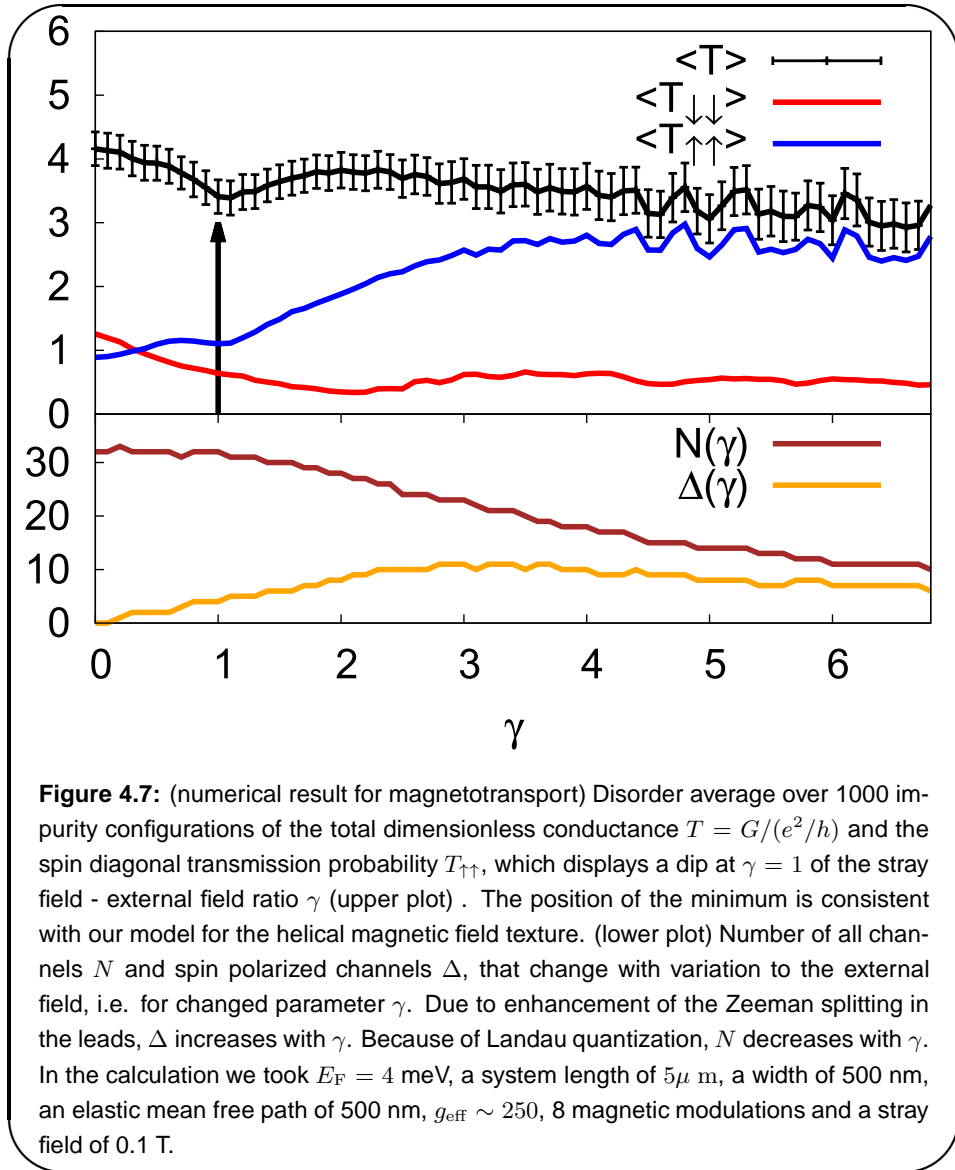 6
5
4
3
2
1
0
<T>
<T↓↓>
<T↑↑>
30
20
10
0
N(γ)
Δ(γ)
0 1 2 3 4 5 6
γ
Figure 4.7: (numerical result for magnetotransport) Disorder average over 1000 im-
purity configurations of the total dimensionless conductance T = G/(e²/h) and the
spin diagonal transmission probability T↑↑, which displays a dip at γ = 1 of the stray
field - external field ratio γ (upper plot) . The position of the minimum is consistent
with our model for the helical magnetic field texture. (lower plot) Number of all chan-
nels N and spin polarized channels Δ, that change with variation to the external
field, i.e. for changed parameter γ. Due to enhancement of the Zeeman splitting in
the leads, Δ increases with γ. Because of Landau quantization, N decreases with γ.
In the calculation we took E_F = 4 meV, a system length of 5μ m, a width of 500 nm,
an elastic mean free path of 500 nm, g_eff ∼ 250, 8 magnetic modulations and a stray
field of 0.1 T.